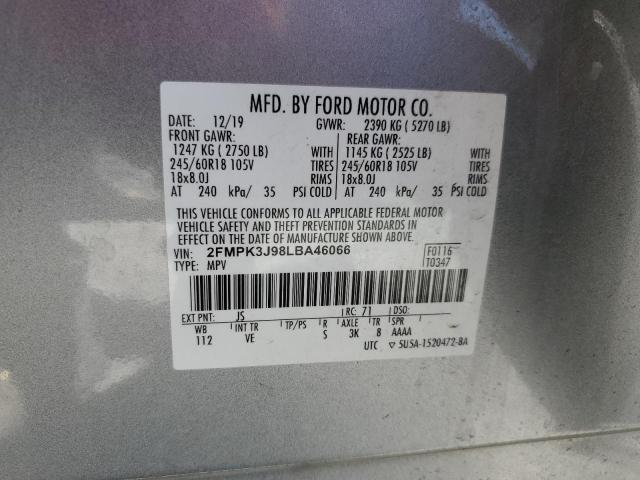 MFD. BY FORD MOTOR CO.
DATE: 12/19 GVWR: 2390 KG ( 5270 LB)
FRONT GAWR: REAR GAWR:
1247 KG ( 2750 LB) WITH 1145 KG ( 2525 LB) WITH
245/60R18 105V TIRES 245/60R18 105V TIRES
18x8.0J RIMS 18x8.0J RIMS
AT 240 kPa/ 35 PSI COLD AT 240 kPa/ 35 PSI COLD
THIS VEHICLE CONFORMS TO ALL APPLICABLE FEDERAL MOTOR
VEHICLE SAFETY AND THEFT PREVENTION STANDARDS
IN EFFECT ON THE DATE OF MANUFACTURE SHOWN ABOVE.
VIN: 2FMPK3J98LBA46066 F0116
TYPE: MPV T0347
EXT PNT: JS RC: 71 DSO:
WB INT TR TP/PS R AXLE TR SPR
112 VE S 3K 8 AAAA
UTC ▽ 5U5A-1520472-BA